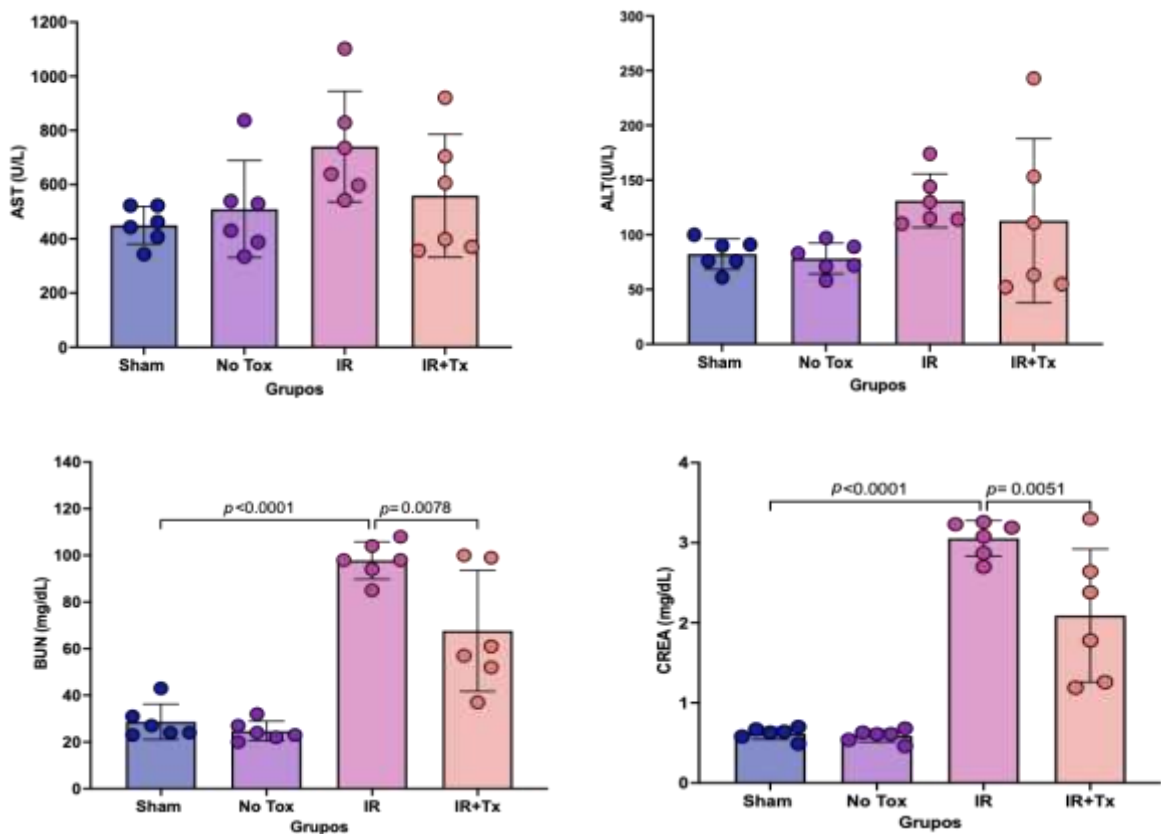 1200
1000
800
600
400
200
0
AST (U/L)
Sham
No Tox
IR
IR+Tx
Grupos
300
250
200
150
100
50
0
ALT(U/L)
Sham
No Tox
IR
IR+Tx
Grupos
140
120
100
80
60
40
20
0
BUN (mg/dL)
p<0.0001
p= 0.0078
Sham
No Tox
IR
IR+Tx
Grupos
4
3
2
1
0
CREA (mg/dL)
p<0.0001
p= 0.0051
Sham
No Tox
IR
IR+Tx
Grupos